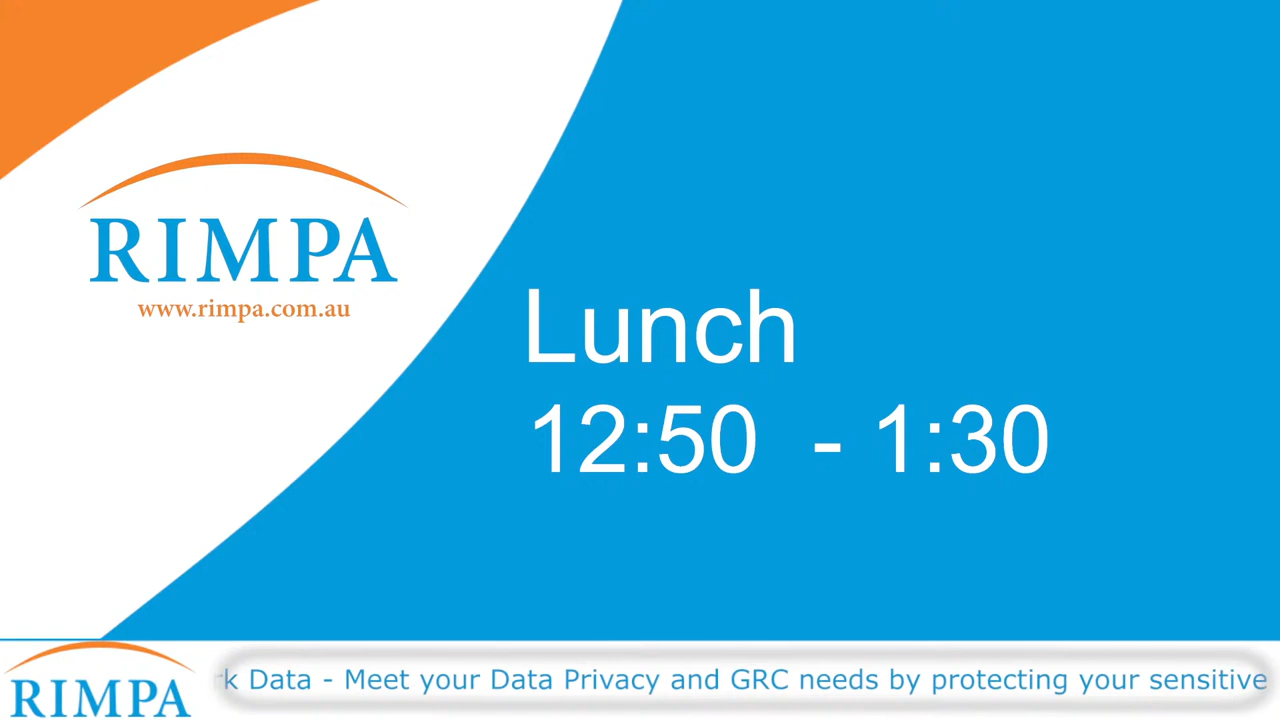 RIMPA
www.rimpa.com.au
Lunch
12:50 - 1:30
RIMPA
Data - Meet your Data Privacy and GRC needs by protecting your sensitive